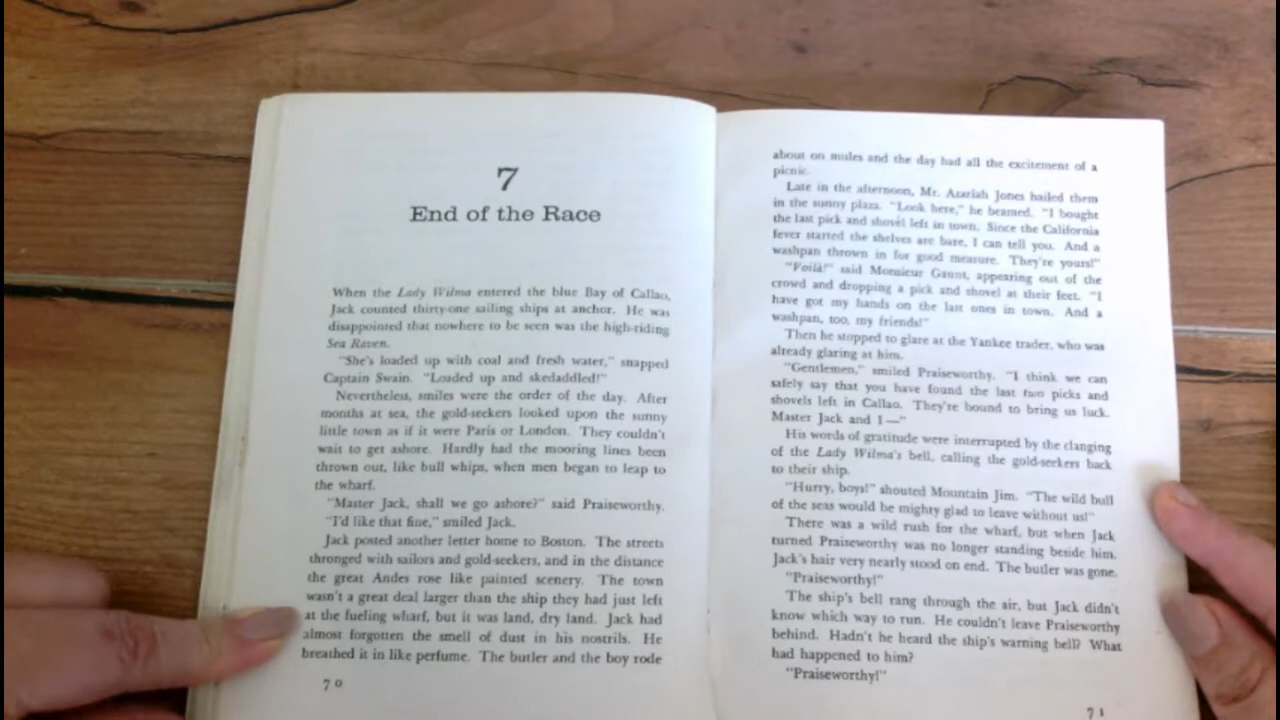 7
End of the Race
When the Lady Wilma entered the blue Bay of Callao,
Jack counted thirty-one sailing ships at anchor. He was
disappointed that nowhere to be seen was the high-riding
Sea Raven.
"She's loaded up with coal and fresh water," snapped
Captain Swain. "Loaded up and skedaddled!"
Nevertheless, smiles were the order of the day. After
months at sea, the gold-seekers looked upon the sunny
little town as if it were Paris or London. They couldn't
wait to get ashore. Hardly had the mooring lines been
thrown out, like bull whips, when men began to leap to
the wharf.
"Master Jack, shall we go ashore?" said Praiseworthy.
"I'd like that fine," smiled Jack.
Jack posted another letter home to Boston. The streets
thronged with sailors and gold-seekers, and in the distance
the great Andes rose like painted scenery. The town
wasn't a great deal larger than the ship they had just left
at the fueling wharf, but it was land, dry land. Jack had
almost forgotten the smell of dust in his nostrils. He
breathed it in like perfume. The butler and the boy rode
70
about on mules and the day had all the excitement of a
picnic.
Late in the afternoon, Mr. Azariah Jones hailed them
in the sunny plaza. "Look here," he beamed. "I bought
the last pick and shovel left in town. Since the California
fever started the shelves are bare, I can tell you. And a
washpan thrown in for good measure. They're yours!"
"Voilà!" said Monsieur Gaunt, appearing out of the
crowd and dropping a pick and shovel at their feet. "I
have got my hands on the last ones in town. And a
washpan, too, my friends!"
Then he stopped to glare at the Yankee trader, who was
already glaring at him.
"Gentlemen," smiled Praiseworthy. "I think we can
safely say that you have found the last two picks and
shovels left in Callao. They're bound to bring us luck.
Master Jack and I—"
His words of gratitude were interrupted by the clanging
of the Lady Wilma's bell, calling the gold-seekers back
to their ship.
"Hurry, boys!" shouted Mountain Jim. "The wild bull
of the seas would be mighty glad to leave without us!"
There was a wild rush for the wharf, but when Jack
turned Praiseworthy was no longer standing beside him.
Jack's hair very nearly stood on end. The butler was gone.
"Praiseworthy!"
The ship's bell rang through the air, but Jack didn't
know which way to run. He couldn't leave Praiseworthy
behind. Hadn't he heard the ship's warning bell? What
had happened to him?
"Praiseworthy!"
71